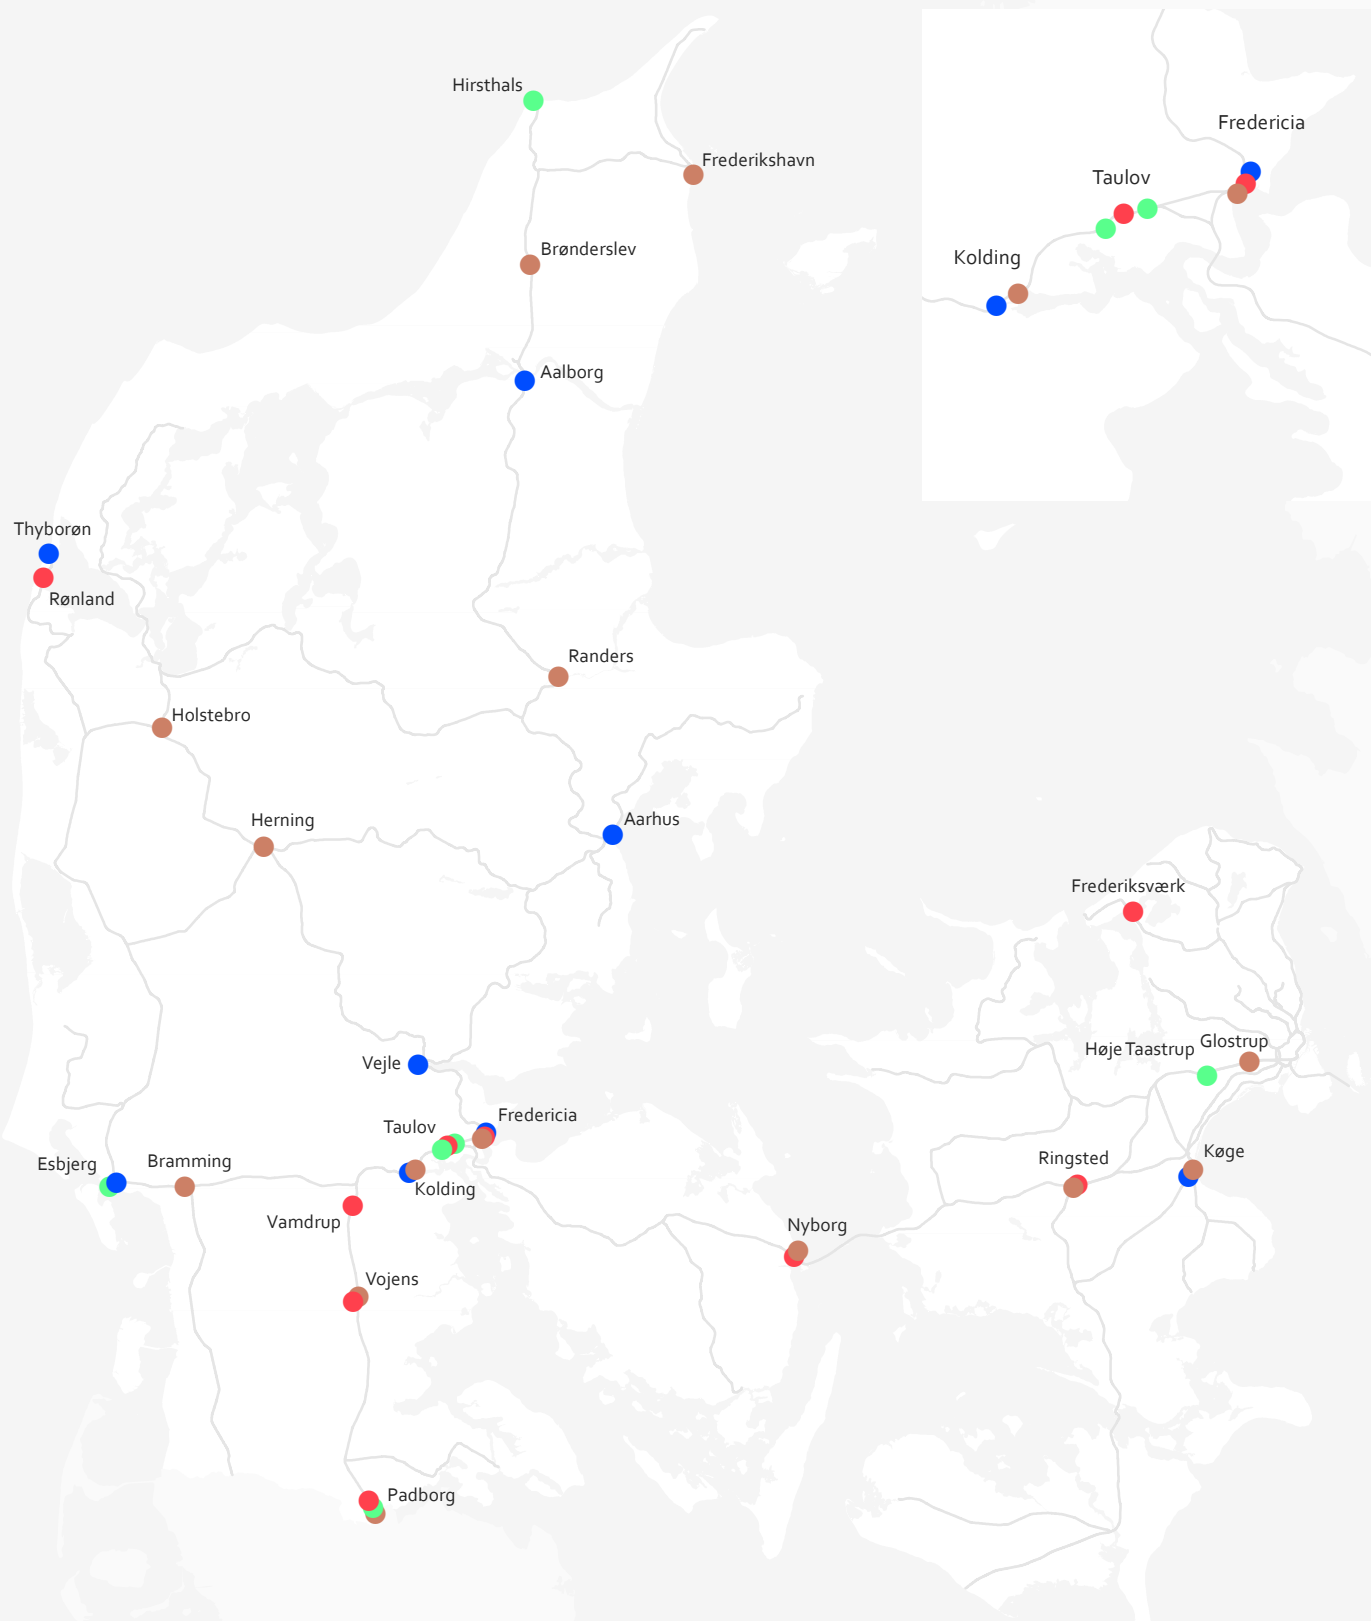 Hirsthals
Fredericia
Frederikshavn
Taulov
Brønderslev
Kolding
Aalborg
Thyborøn
Rønland
Randers
Holstebro
Herning
Aarhus
Frederiksværk
Vejle
Høje Taastrup
Glostrup
Fredericia
Taulov
Køge
Ringsted
Esbjerg
Bramming
Kolding
Vamdrup
Nyborg
Vojens
Padborg